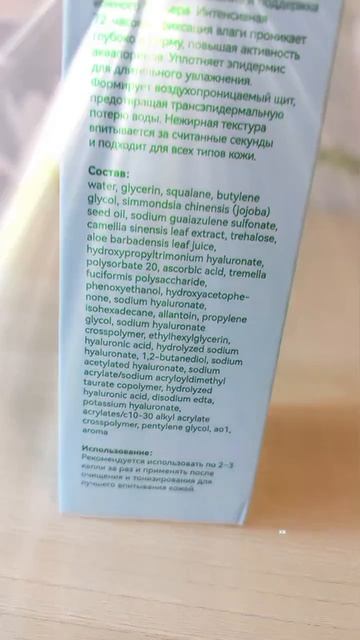 поддержка
Интенсивная
фиксация влаги проникает
глубоко в дерму, повышая активность
аквапоринов. Уплотняет эпидермис
для длительного увлажнения.
Формирует воздухопроницаемый щит,
предотвращая трансэпидермальную
потерю воды. Нежирная текстура
впитывается за считанные секунды
и подходит для всех типов кожи.
Состав:
water, glycerin, squalane, butylene
glycol, simmondsia chinensis (jojoba)
seed oil, sodium guaiazulene sulfonate,
camellia sinensis leaf extract, trehalose,
aloe barbadensis leaf juice,
hydroxypropyltrimonium hyaluronate,
polysorbate 20, ascorbic acid, tremella
fuciformis polysaccharide,
phenoxyethanol, hydroxyacetophe-
none, sodium hyaluronate,
isohexadecane, allantoin, propylene
glycol, sodium hyaluronate
crosspolymer, ethylhexylglycerin,
hyaluronic acid, hydrolyzed sodium
hyaluronate, 1,2-butanediol, sodium
acetylated hyaluronate, sodium
acrylate/sodium acryloyldimethyl
taurate copolymer, hydrolyzed
hyaluronic acid, disodium edta,
potassium hyaluronate,
acrylates/c10-30 alkyl acrylate
crosspolymer, pentylene glycol, ao1,
aroma
Использование:
Рекомендуется использовать по 2-3
капли за раз и применять после
очищения и тонизирования для
лучшего впитывания кожей.